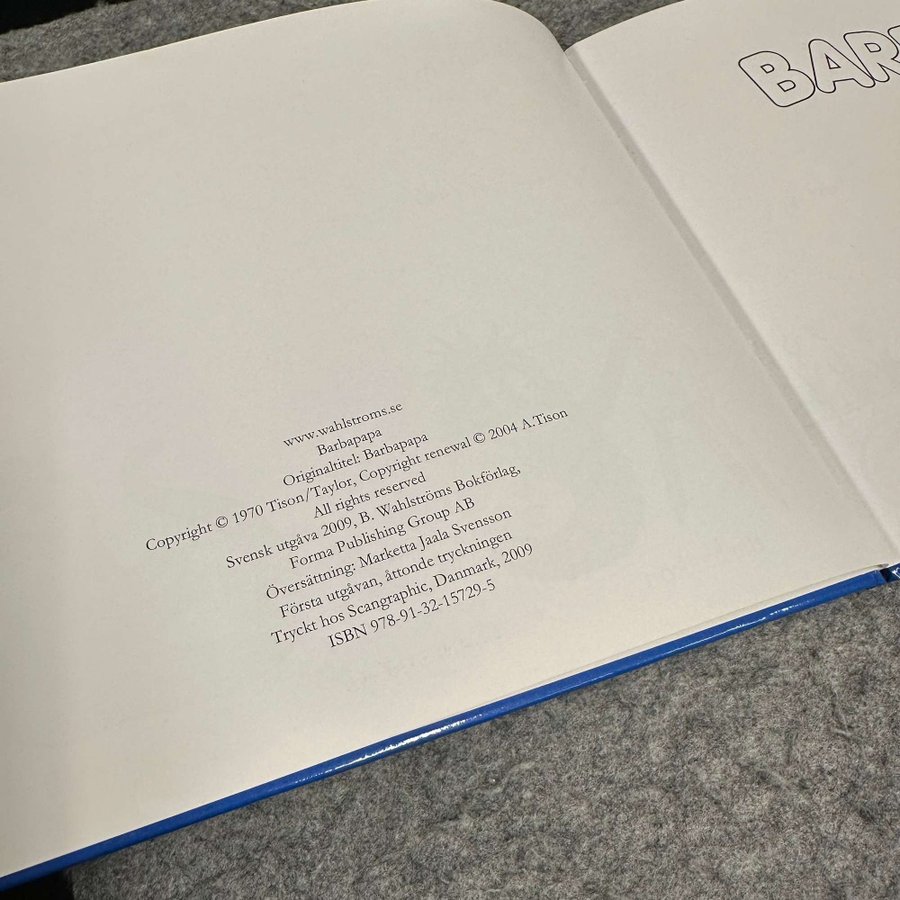 www.wahlstroms.se
Barbapapa
Originaltitel: Barbapapa
Copyright © 1970 Tison/Taylor, Copyright renewal © 2004 A.Tison
All rights reserved
Svensk utgåva 2009, B. Wahlströms Bokförlag,
Forma Publishing Group AB
Översättning: Marketta Jaala Svensson
Första utgåvan, åttonde tryckningen
Tryckt hos Scangraphic, Danmark, 2009
ISBN 978-91-32-15729-5